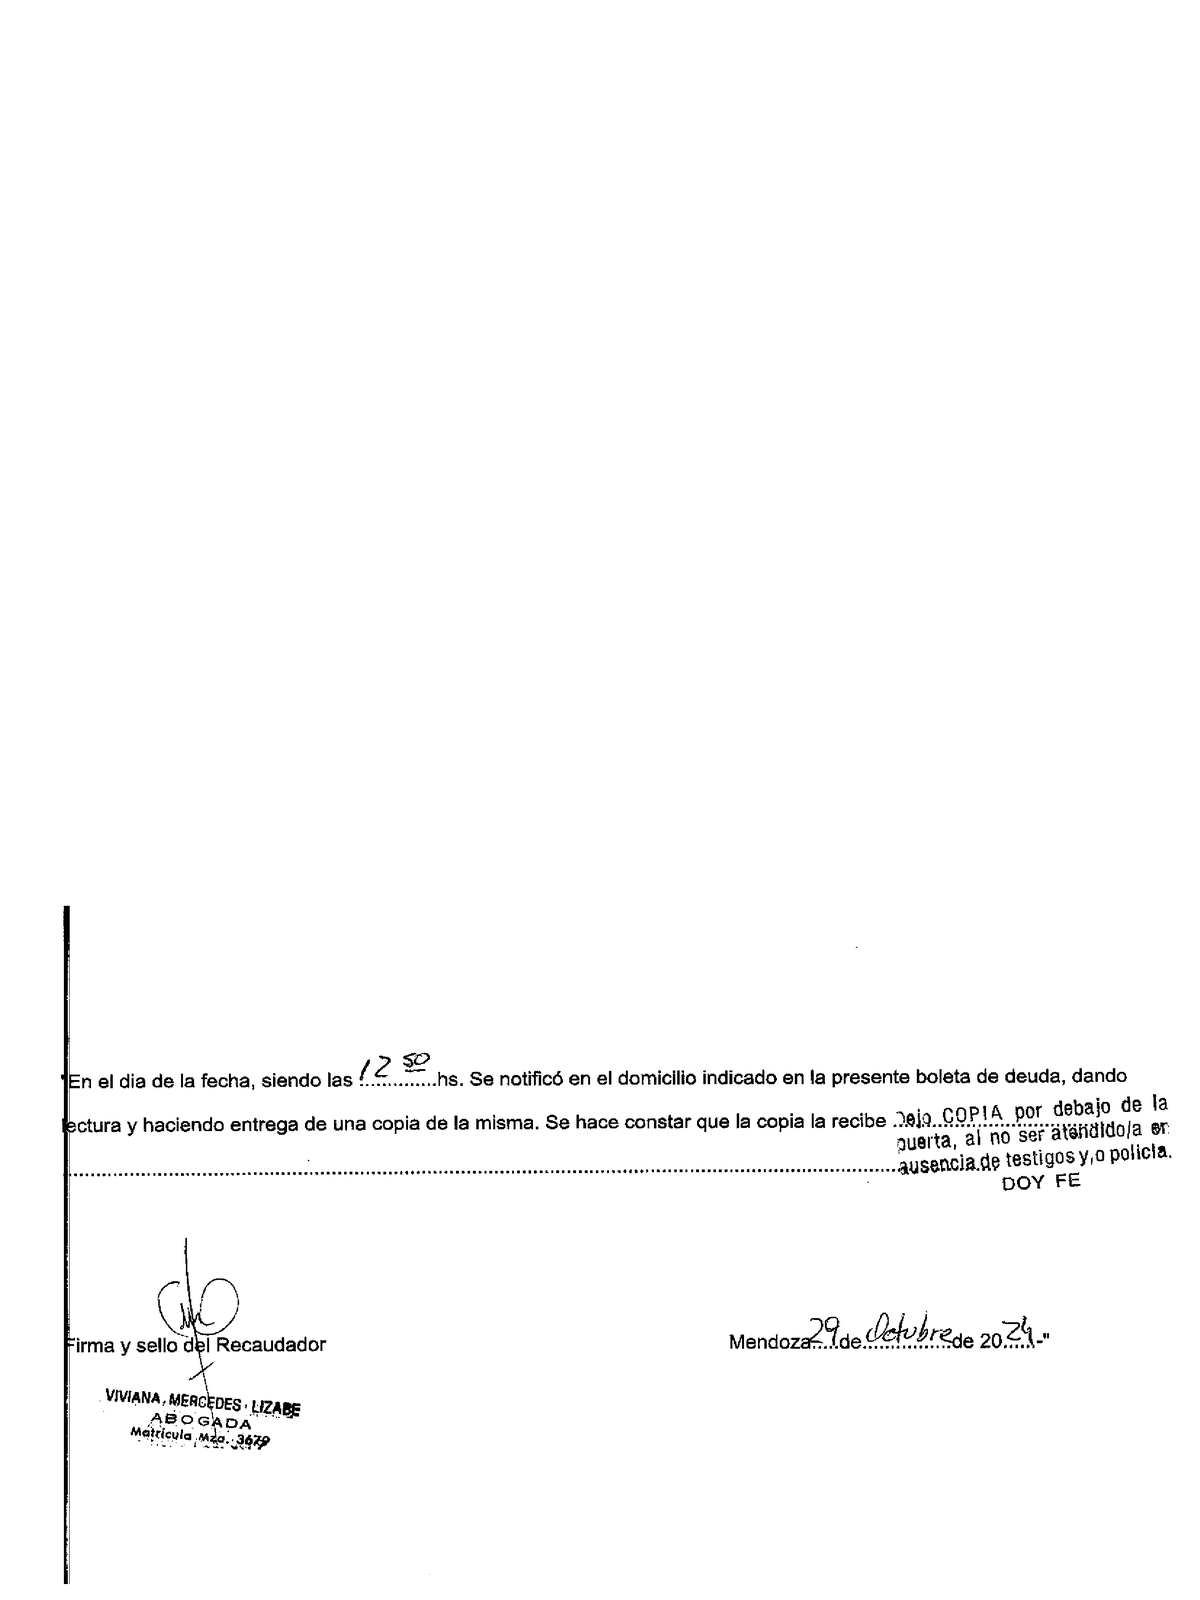 "En el dia de la fecha, siendo las 12 50 hs. Se notificó en el domicilio indicado en la presente boleta de deuda, dando
lectura y haciendo entrega de una copia de la misma. Se hace constar que la copia la recibe Dejo COPIA por debajo de la
puerta, al no ser atendido/a en
ausencia de testigos y/o policía.
DOY FE
Firma y sello del Recaudador
Mendoza 29 de Octubre de 2024.-"
VIVIANA MERCEDES LIZABE
ABOGADA
Matrícula Mza. 3679